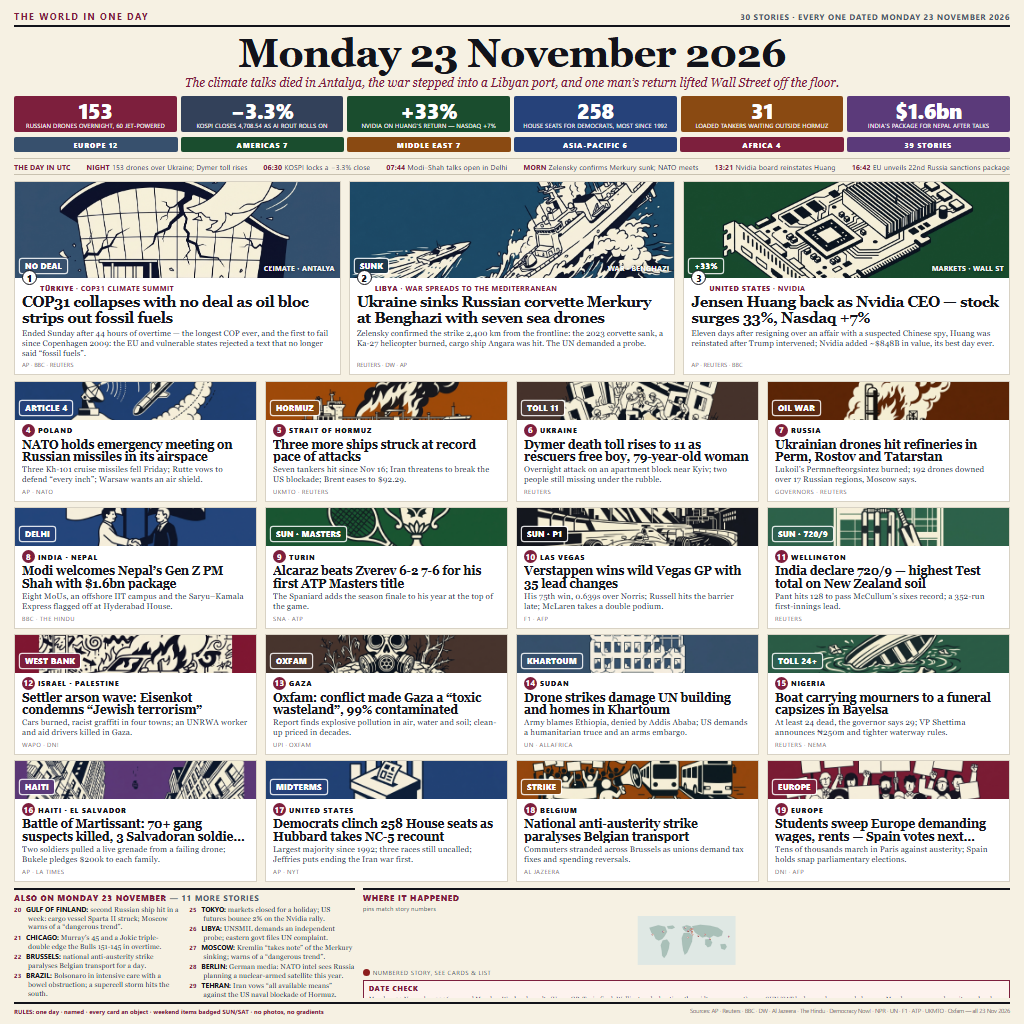 THE WORLD IN ONE DAY
30 STORIES · EVERY ONE DATED MONDAY 23 NOVEMBER 2026
Monday 23 November 2026
The climate talks died in Antalya, the war stepped into a Libyan port, and one man's return lifted Wall Street off the floor.
153
RUSSIAN DRONES OVERNIGHT, 60 JET-POWERED
−3.3%
KOSPI CLOSES 4,708.54 AS AI ROUT ROLLS ON
+33%
NVIDIA ON HUANG'S RETURN — NASDAQ +7%
258
HOUSE SEATS FOR DEMOCRATS, MOST SINCE 1992
31
LOADED TANKERS WAITING OUTSIDE HORMUZ
$1.6bn
INDIA'S PACKAGE FOR NEPAL AFTER TALKS
EUROPE 12
AMERICAS 7
MIDDLE EAST 7
ASIA-PACIFIC 6
AFRICA 4
39 STORIES
THE DAY IN UTC
NIGHT 153 drones over Ukraine; Dymer toll rises
06:30 KOSPI locks a -3.3% close
07:44 Modi-Shah talks open in Delhi
MORN Zelensky confirms Merkury sunk; NATO meets
13:21 Nvidia board reinstates Huang
16:42 EU unveils 22nd Russia sanctions package
NO DEAL
CLIMATE · ANTALYA
1
TÜRKIYE · COP31 CLIMATE SUMMIT
COP31 collapses with no deal as oil bloc
strips out fossil fuels
Ended Sunday after 44 hours of overtime — the longest COP ever, and the first to fail
since Copenhagen 2009: the EU and vulnerable states rejected a text that no longer
said "fossil fuels".
AP · BBC · REUTERS
SUNK
WAR · BENGHAZI
2
LIBYA · WAR SPREADS TO THE MEDITERRANEAN
Ukraine sinks Russian corvette Merkury
at Benghazi with seven sea drones
Zelensky confirmed the strike 2,400 km from the frontline: the 2023 corvette sank, a
Ka-27 helicopter burned, cargo ship Angara was hit. The UN demanded a probe.
REUTERS · DW · AP
+33%
MARKETS · WALL ST
3
UNITED STATES · NVIDIA
Jensen Huang back as Nvidia CEO — stock
surges 33%, Nasdaq +7%
Eleven days after resigning over an affair with a suspected Chinese spy, Huang was
reinstated after Trump intervened; Nvidia added ~$848B in value, its best day ever.
AP · REUTERS · BBC
ARTICLE 4
4 POLAND
NATO holds emergency meeting on
Russian missiles in its airspace
Three Kh-101 cruise missiles fell Friday; Rutte vows to
defend "every inch"; Warsaw wants an air shield.
AP · NATO
HORMUZ
5 STRAIT OF HORMUZ
Three more ships struck at record
pace of attacks
Seven tankers hit since Nov 16; Iran threatens to break the
US blockade; Brent eases to $92.29.
UKMTO · REUTERS
TOLL 11
6 UKRAINE
Dymer death toll rises to 11 as
rescuers free boy, 79-year-old woman
Overnight attack on an apartment block near Kyiv; two
people still missing under the rubble.
REUTERS
OIL WAR
7 RUSSIA
Ukrainian drones hit refineries in
Perm, Rostov and Tatarstan
Lukoil's Permnefteorgsintez burned; 192 drones downed
over 17 Russian regions, Moscow says.
GOVERNORS · REUTERS
DELHI
8 INDIA · NEPAL
Modi welcomes Nepal's Gen Z PM
Shah with $1.6bn package
Eight MoUs, an offshore IIT campus and the Saryu–Kamala
Express flagged off at Hyderabad House.
BBC · THE HINDU
SUN · MASTERS
9 TURIN
Alcaraz beats Zverev 6-2 7-6 for his
first ATP Masters title
The Spaniard adds the season finale to his year at the top of
the game.
SNA · ATP
SUN · P1
10 LAS VEGAS
Verstappen wins wild Vegas GP with
35 lead changes
His 75th win, 0.639s over Norris; Russell hits the barrier
late; McLaren takes a double podium.
F1 · AFP
SUN · 720/9
11 WELLINGTON
India declare 720/9 — highest Test
total on New Zealand soil
Pant hits 128 to pass McCullum's sixes record; a 352-run
first-innings lead.
REUTERS
WEST BANK
12 ISRAEL · PALESTINE
Settler arson wave: Eisenkot
condemns "Jewish terrorism"
Cars burned, racist graffiti in four towns; an UNRWA worker
and aid drivers killed in Gaza.
WAPO · DNI
OXFAM
13 GAZA
Oxfam: conflict made Gaza a "toxic
wasteland", 99% contaminated
Report finds explosive pollution in air, water and soil; clean-
up priced in decades.
UPI · OXFAM
KHARTOUM
14 SUDAN
Drone strikes damage UN building
and homes in Khartoum
Army blames Ethiopia, denied by Addis Ababa; US demands
a humanitarian truce and an arms embargo.
UN · ALLAFRICA
TOLL 24+
15 NIGERIA
Boat carrying mourners to a funeral
capsizes in Bayelsa
At least 24 dead, the governor says 29; VP Shettima
announces ₦250m and tighter waterway rules.
REUTERS · NEMA
HAITI
16 HAITI · EL SALVADOR
Battle of Martissant: 70+ gang
suspects killed, 3 Salvadoran soldie...
Two soldiers pulled a live grenade from a failing drone;
Bukele pledges $200k to each family.
AP · LA TIMES
MIDTERMS
17 UNITED STATES
Democrats clinch 258 House seats as
Hubbard takes NC-5 recount
Largest majority since 1992; three races still uncalled;
Jeffries puts ending the Iran war first.
AP · NYT
STRIKE
18 BELGIUM
National anti-austerity strike
paralyses Belgian transport
Commuters stranded across Brussels as unions demand tax
fixes and spending reversals.
Al JAZEERA
EUROPE
19 EUROPE
Students sweep Europe demanding
wages, rents — Spain votes next...
Tens of thousands march in Paris against austerity; Spain
holds snap parliamentary elections.
DNI · AFP
ALSO ON MONDAY 23 NOVEMBER — 11 MORE STORIES
20 GULF OF FINLAND: second Russian ship hit in a
week: cargo vessel Sparta II struck; Moscow
warns of a "dangerous trend".
21 CHICAGO: Murray's 45 and a Jokic triple-
double edge the Bulls 151-145 in overtime.
22 BRUSSELS: national anti-austerity strike
paralyses Belgian transport for a day.
23 BRAZIL: Bolsonaro in intensive care with a
bowel obstruction; a supercell storm hits the
south.
25 TOKYO: markets closed for a holiday; US
futures bounce 2% on the Nvidia rally.
26 LIBYA: UNSMIL demands an independent
probe; eastern govt files UN complaint.
27 MOSCOW: Kremlin "takes note" of the Merkury
sinking; warns of a "dangerous trend".
28 BERLIN: German media: NATO intel sees Russia
planning a nuclear-armed satellite this year.
29 TEHRAN: Iran vows "all available means"
against the US naval blockade of Hormuz.
WHERE IT HAPPENED
pins match story numbers
NUMBERED STORY, SEE CARDS & LIST
DATE CHECK
RULES: one day · named · every card an object · weekend items badged SUN/SAT · no photos, no gradients
Sources: AP · Reuters · BBC · DW · Al Jazeera · The Hindu · Democracy Now! · NPR · UN · F1 · ATP · UKMTO · Oxfam — all 23 Nov 2026